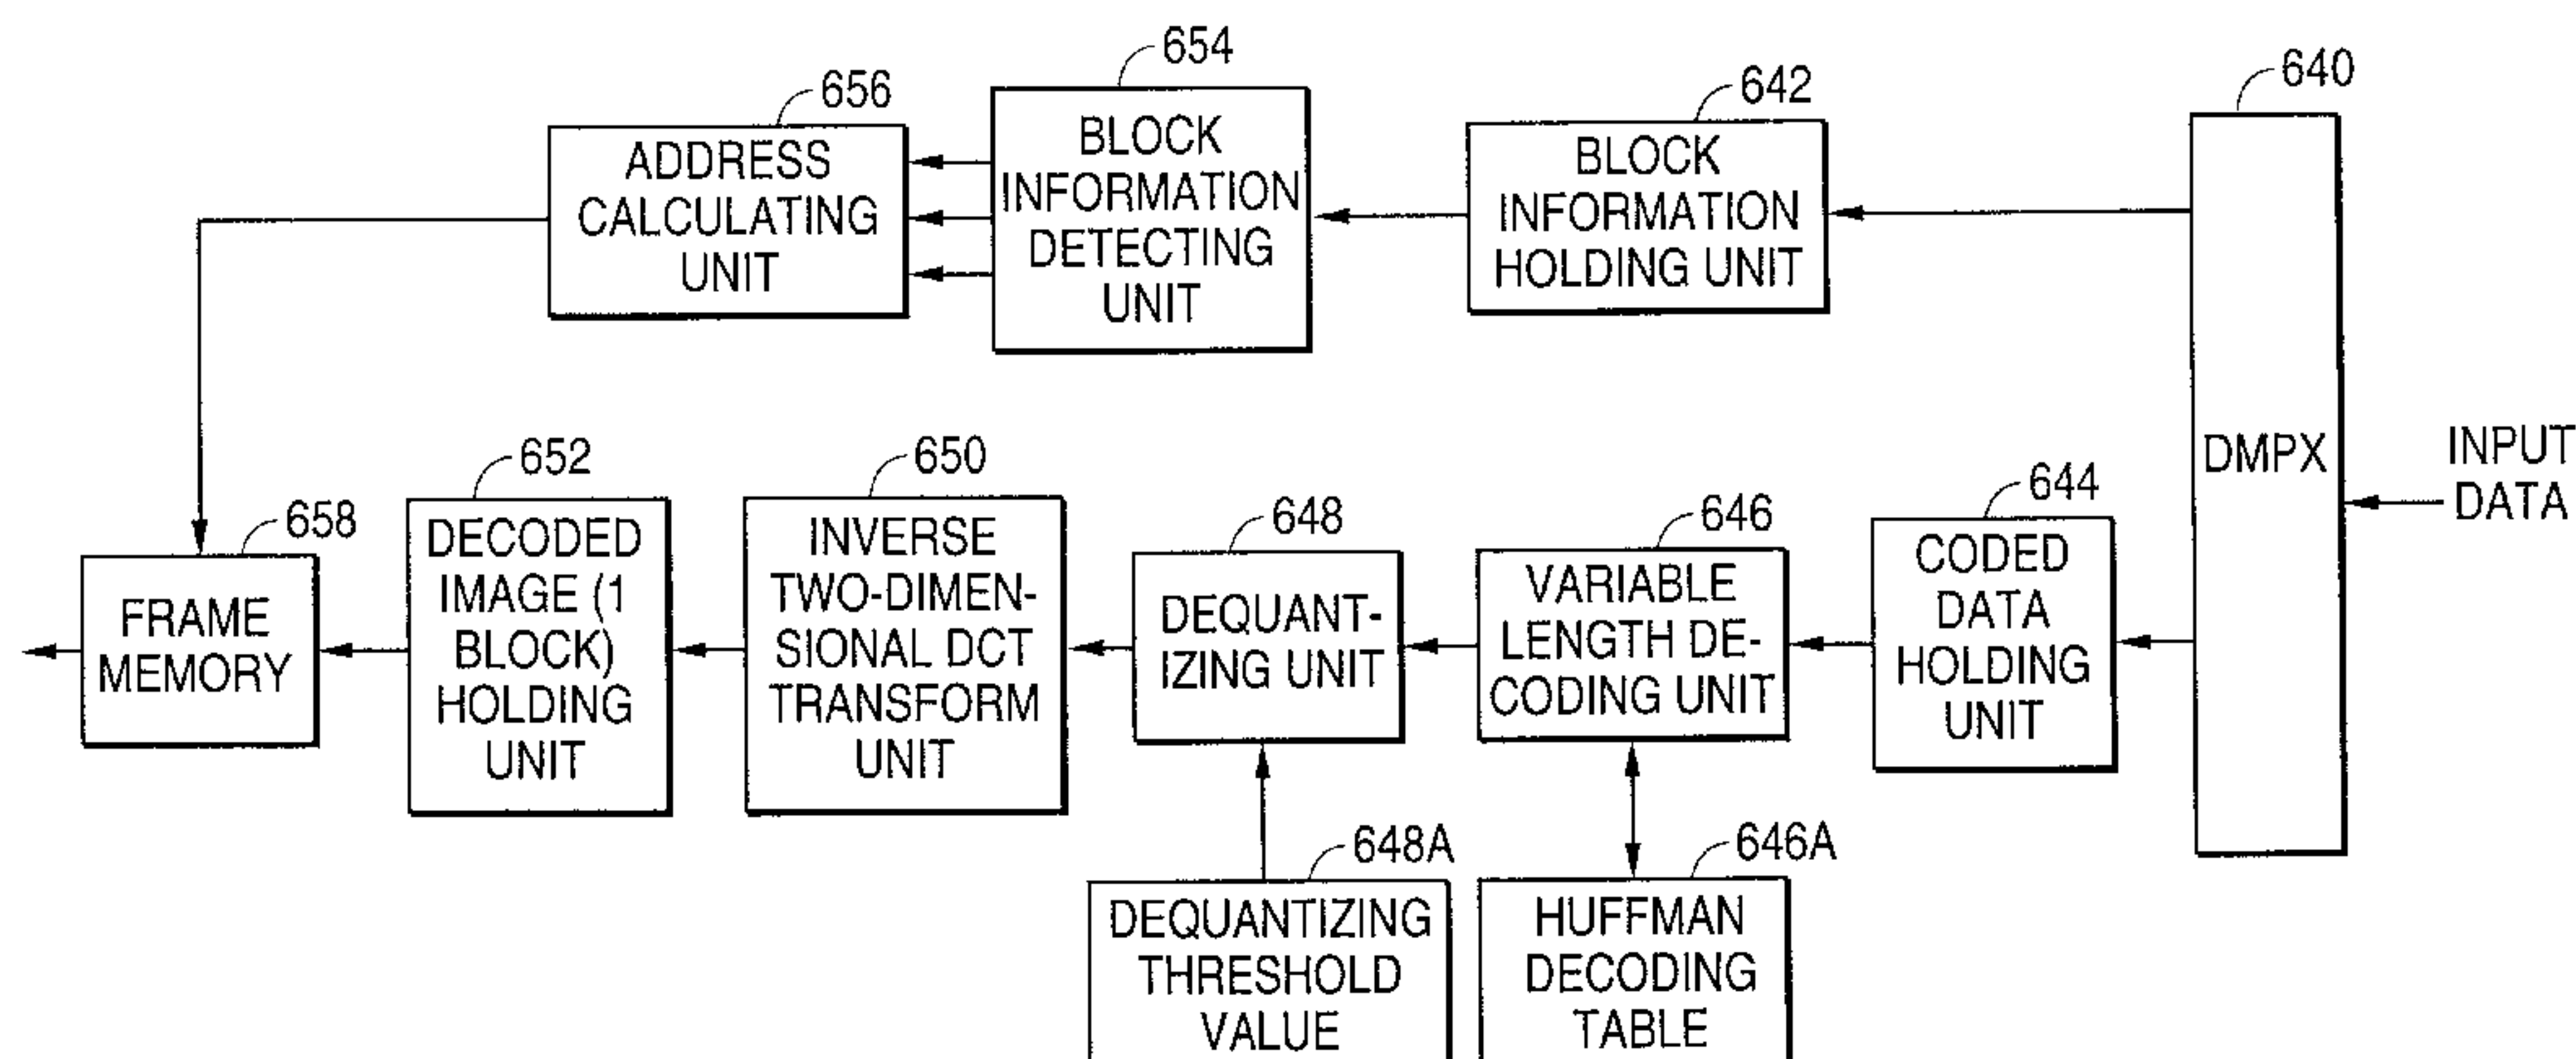 654
656
642
640
ADDRESS
CALCULATING
UNIT
BLOCK
INFORMATION
DETECTING
UNIT
BLOCK
INFORMATION
HOLDING UNIT
DMPX
INPUT
DATA
658
FRAME
MEMORY
652
DECODED
IMAGE (1
BLOCK)
HOLDING
UNIT
650
INVERSE
TWO-DIMEN-
SIONAL DCT
TRANSFORM
UNIT
648
DEQUANT-
IZING UNIT
646
VARIABLE
LENGTH DE-
CODING UNIT
644
CODED
DATA
HOLDING
UNIT
648A
DEQUANTIZING
THRESHOLD
VALUE
646A
HUFFMAN
DECODING
TABLE